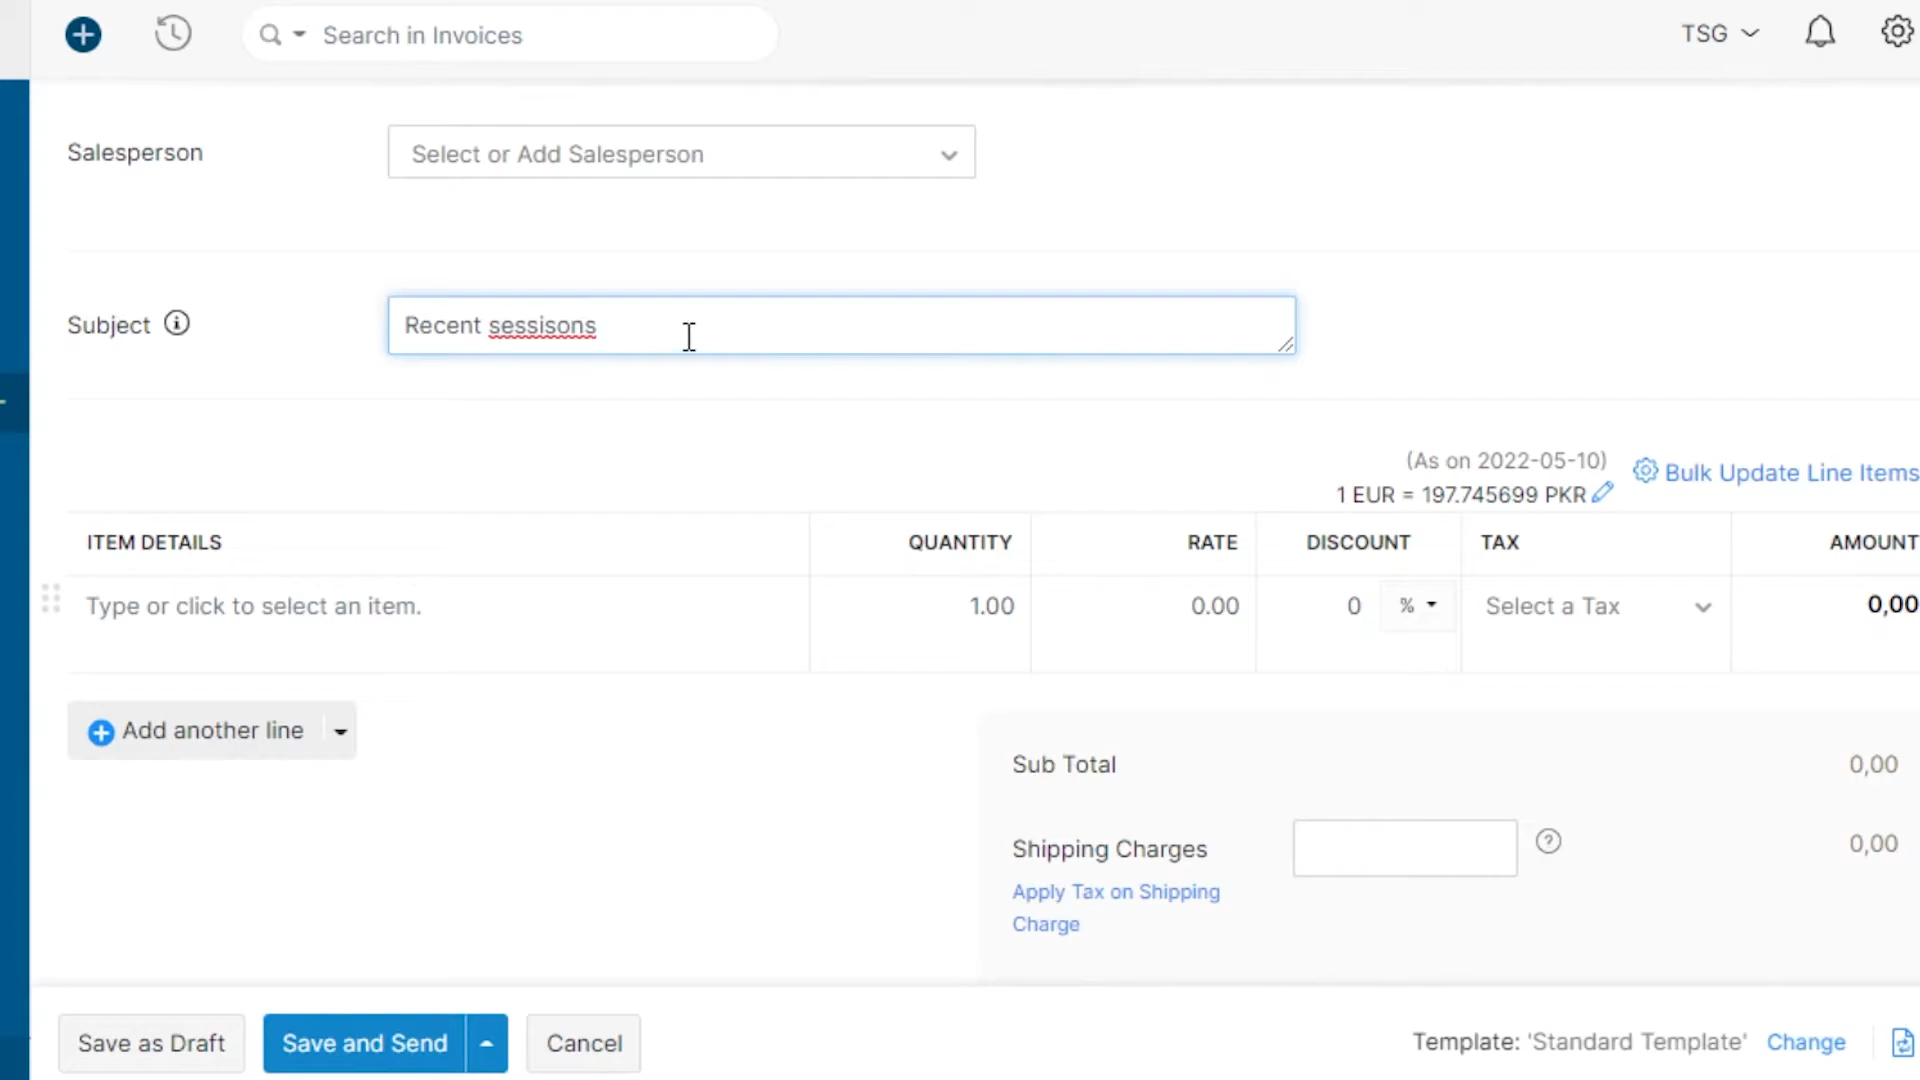 Search in Invoices
TSG
Salesperson
Select or Add Salesperson
Subject
Recent sessisons
(As on 2022-05-10)
1 EUR = 197.745699 PKR
Bulk Update Line Items
ITEM DETAILS QUANTITY RATE DISCOUNT TAX AMOUNT
Type or click to select an item. 1.00 0.00 0 % Select a Tax 0,00
Add another line
Sub Total 0,00
Shipping Charges 0,00
Apply Tax on Shipping
Charge
Save as Draft Save and Send Cancel Template: 'Standard Template' Change